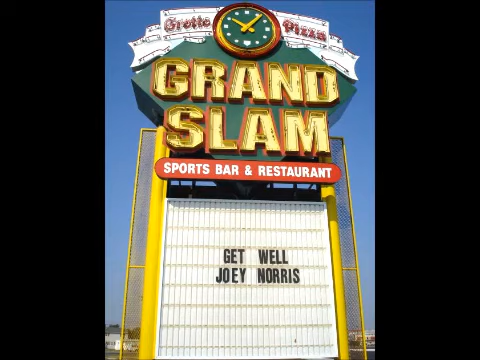 Grotto Pizza
GRAND
SLAM
SPORTS BAR & RESTAURANT
GET WELL
JOEY NORRIS